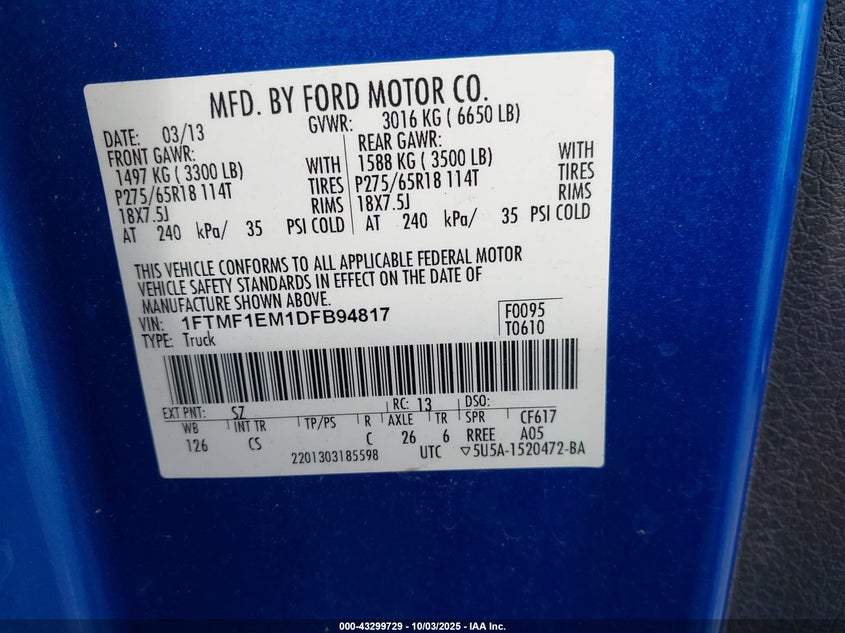 MFD. BY FORD MOTOR CO.
DATE: 03/13 GVWR: 3016 KG ( 6650 LB)
FRONT GAWR: REAR GAWR:
1497 KG ( 3300 LB) WITH 1588 KG ( 3500 LB) WITH
P275/65R18 114T TIRES P275/65R18 114T TIRES
18X7.5J RIMS 18X7.5J RIMS
AT 240 kPa/ 35 PSI COLD AT 240 kPa/ 35 PSI COLD
THIS VEHICLE CONFORMS TO ALL APPLICABLE FEDERAL MOTOR
VEHICLE SAFETY STANDARDS IN EFFECT ON THE DATE OF
MANUFACTURE SHOWN ABOVE.
VIN: 1FTMF1EM1DFB94817 F0095
TYPE: Truck T0610
EXT PNT: SZ RC: 13 DSO:
WB INT TR TP/PS R AXLE TR SPR CF617
126 CS C 26 6 RREE A05
2201303185598 UTC ▽5U5A-1520472-BA
000-43299729 - 10/03/2025 - IAA Inc.